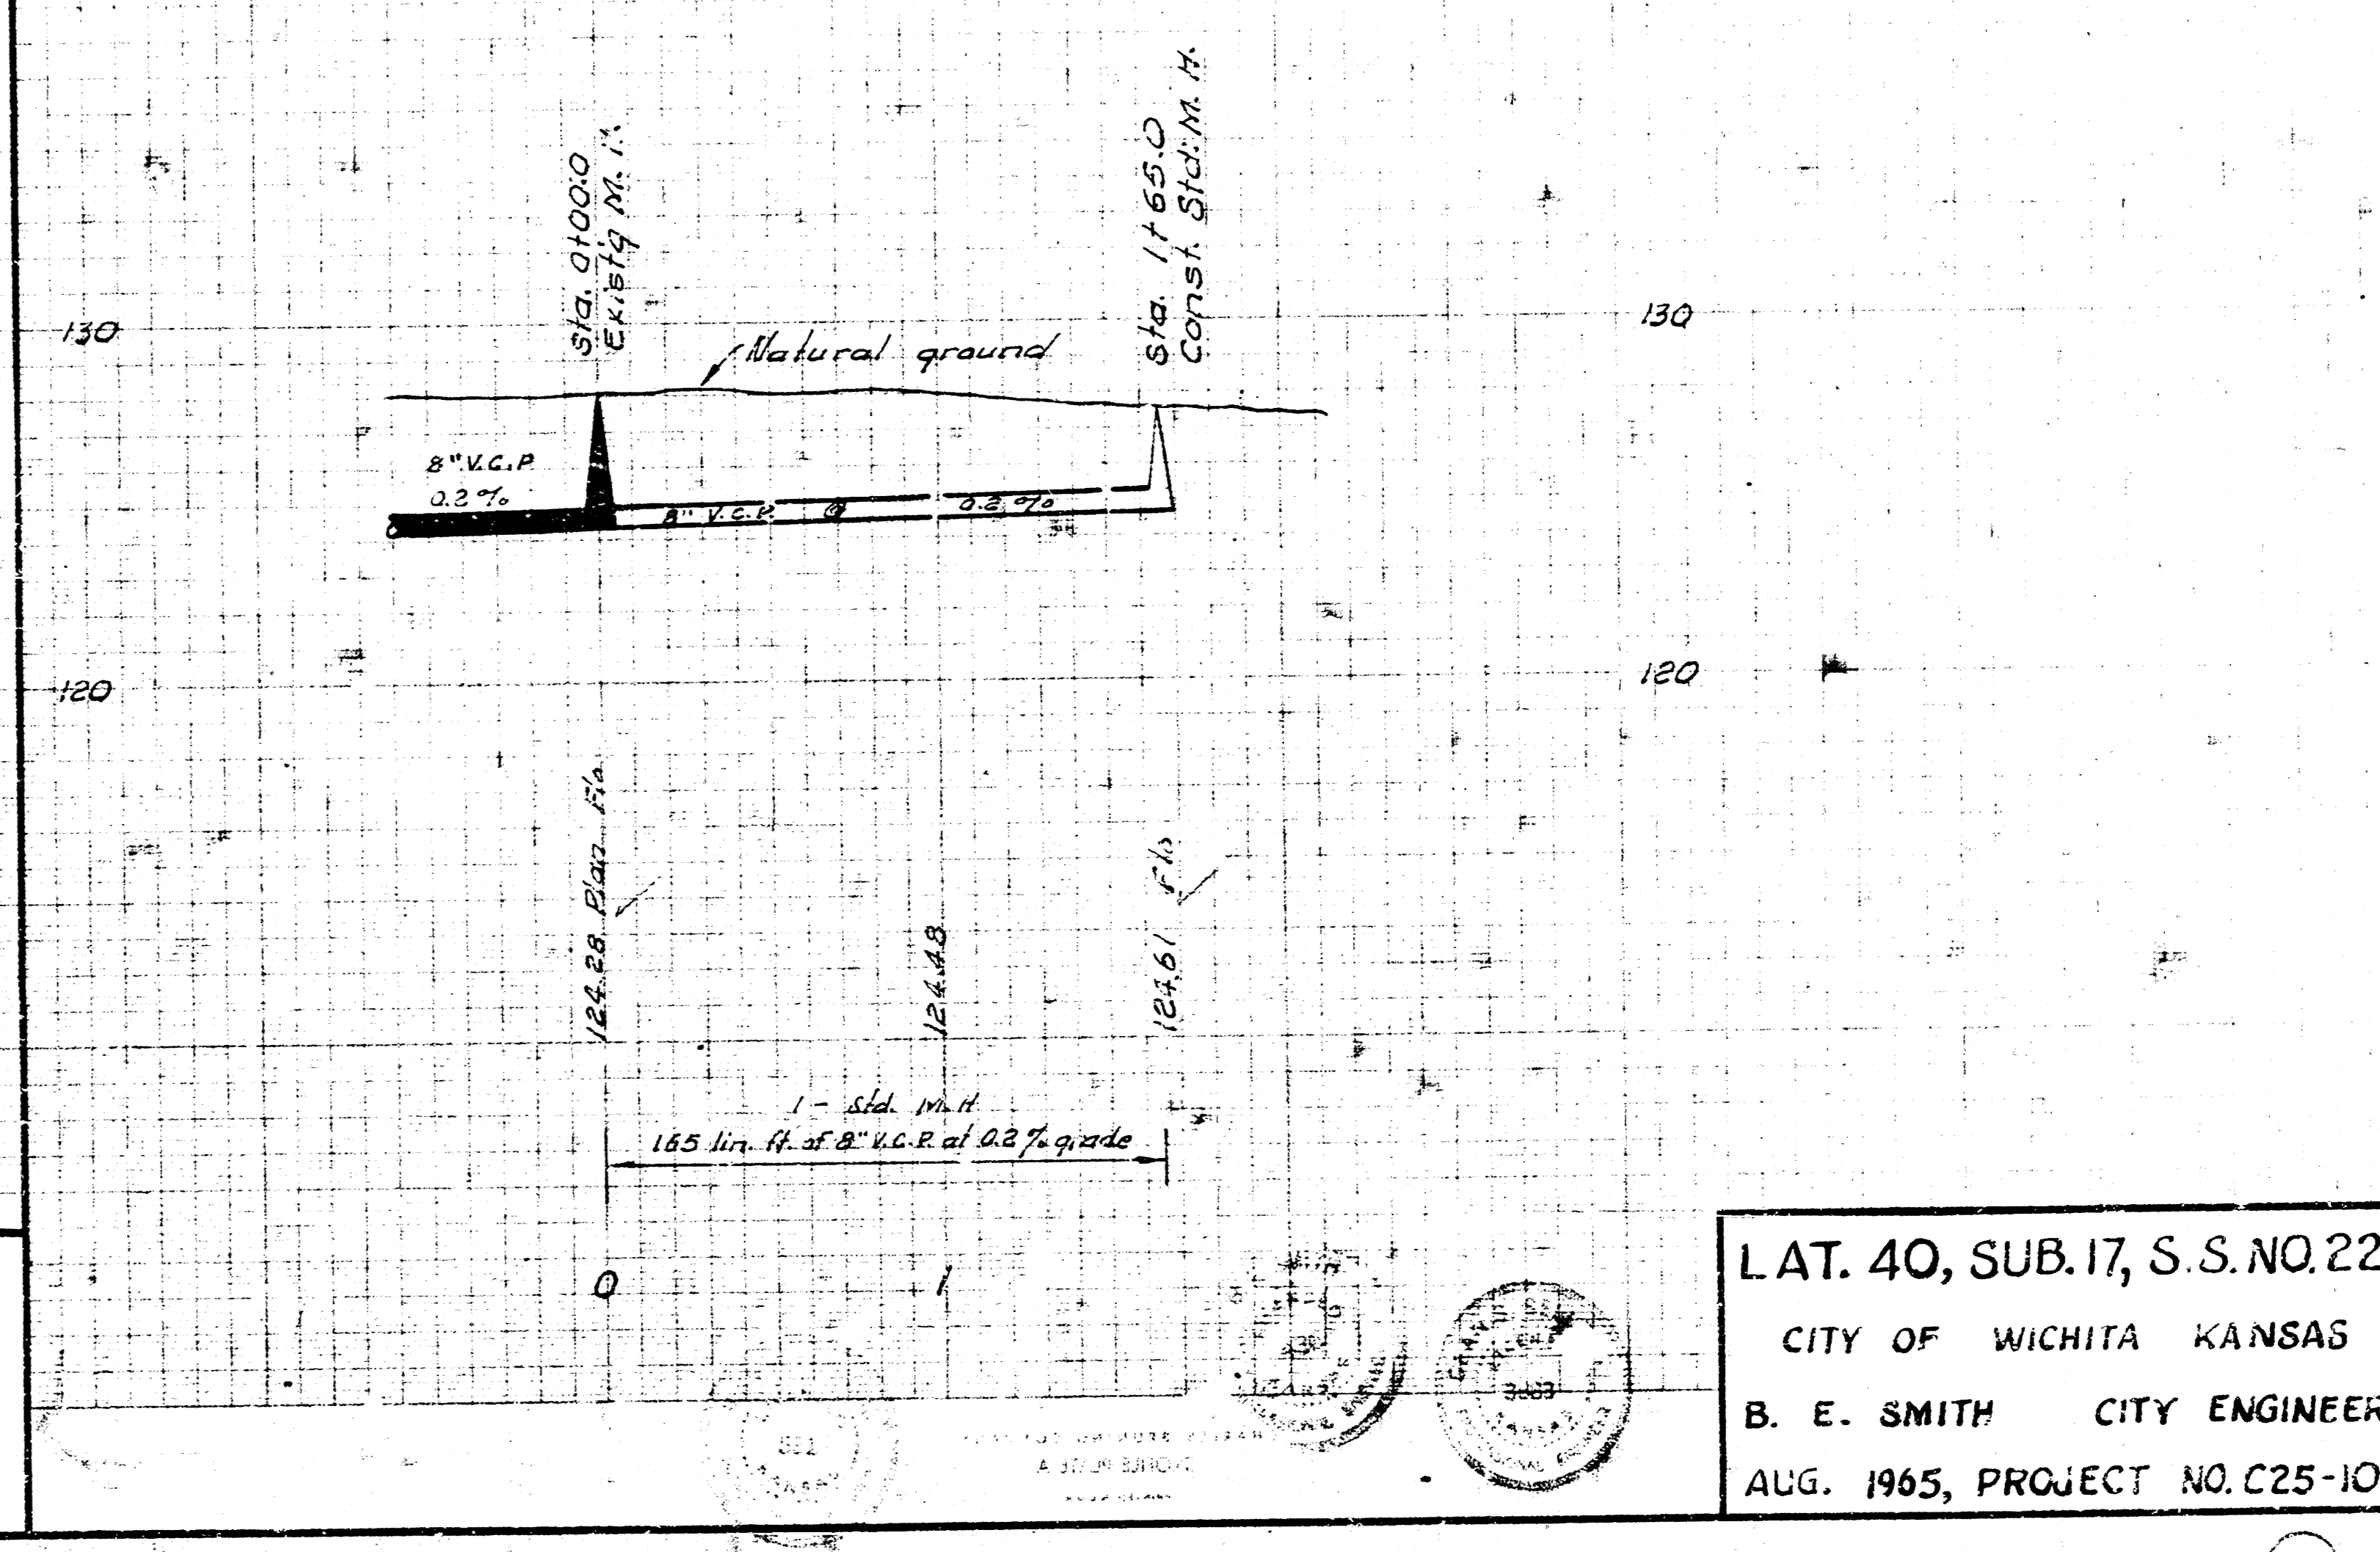 Sta. 0+00.0
Existg M.
Sta. 1+65.0
Const. Std. M. H.
130
130
Natural ground
8" V.C.P.
0.2 %
8" V.C.P. @ 0.2 %
120
120
124.28 Plan Flo
124.48
124.61 Flo
1 - Std. M.H
165 lin. ft. of 8" V.C.P. at 0.2 % grade
0 1
LAT. 40, SUB. 17, S.S. NO. 22
CITY OF WICHITA KANSAS
B. E. SMITH CITY ENGINEER
AUG. 1965, PROJECT NO. C25-10